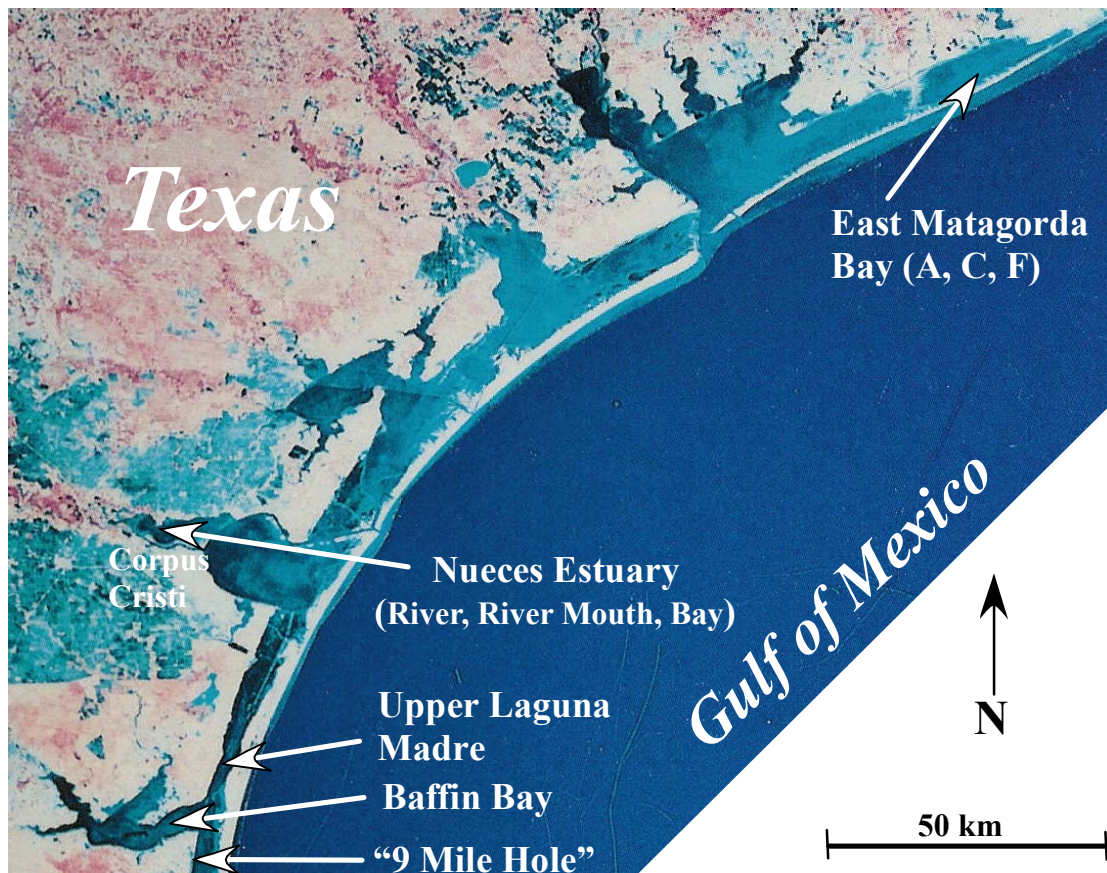 Texas
East Matagorda
Bay (A, C, F)
Corpus
Cristi
Nueces Estuary
(River, River Mouth, Bay)
Gulf of Mexico
Upper Laguna
Madre
N
Baffin Bay
50 km
“9 Mile Hole”